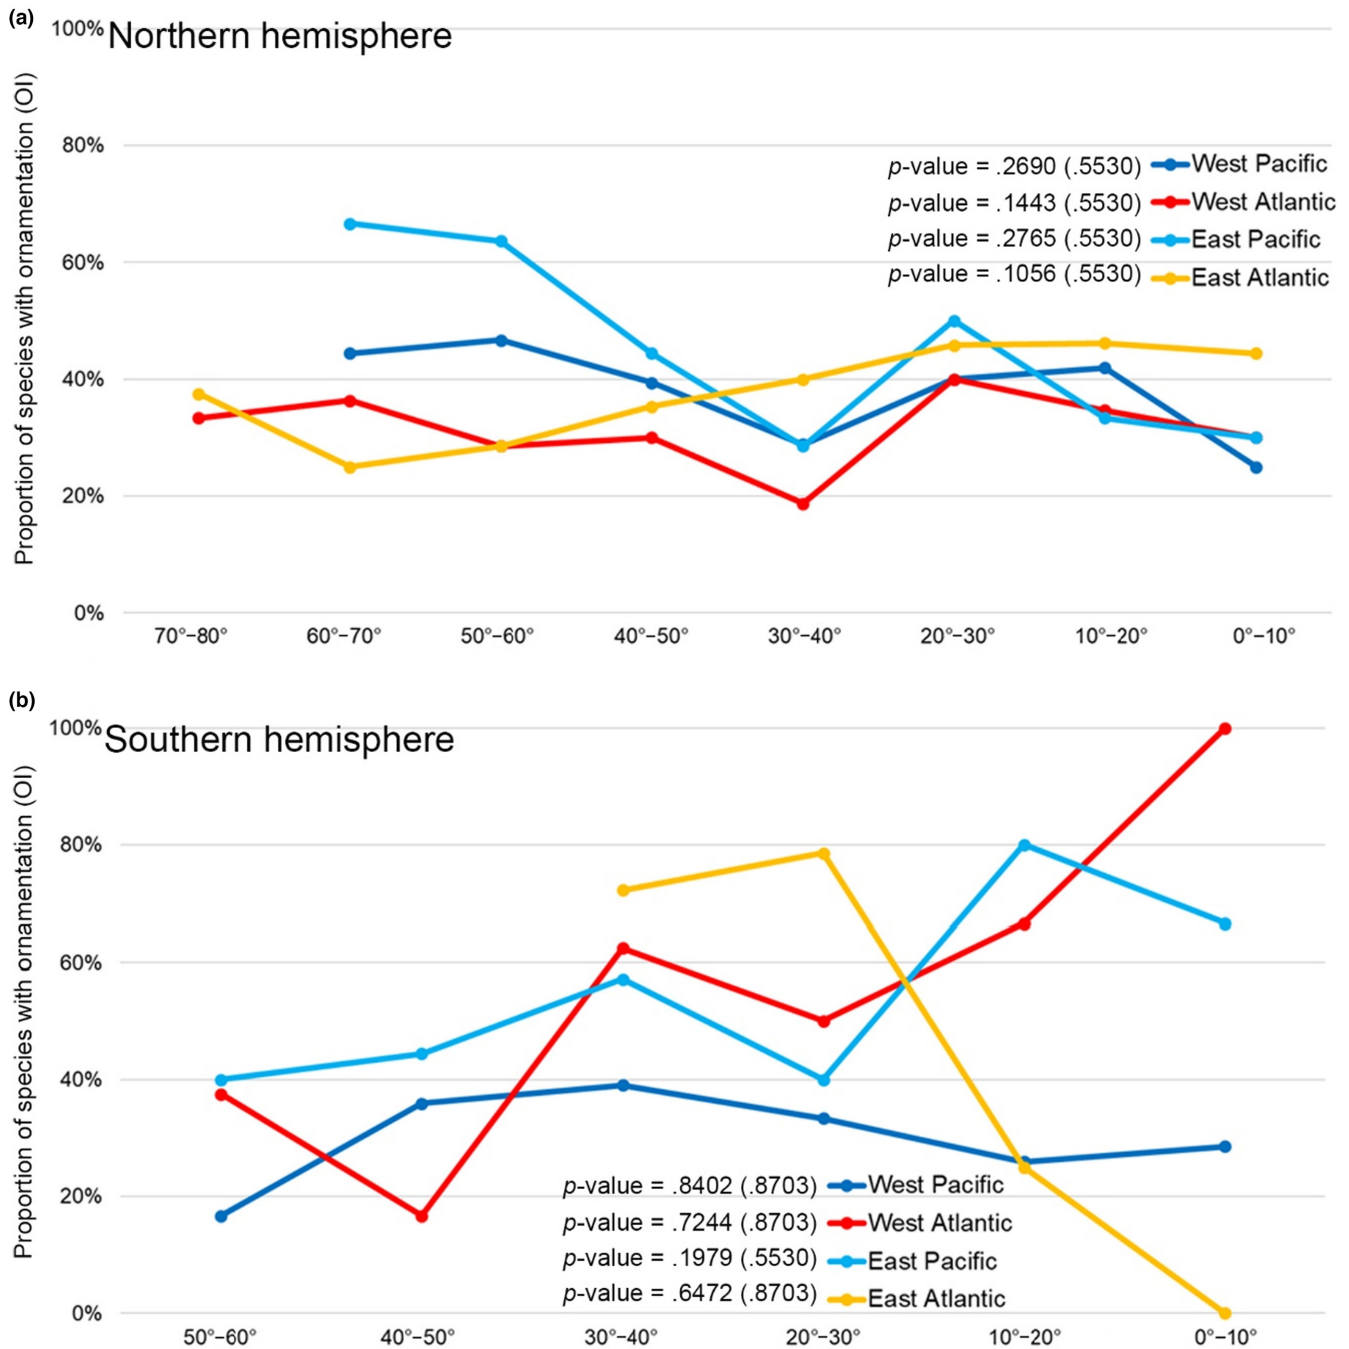 (a)
Northern hemisphere
Proportion of species with ornamentation (OI)
100%
80%
60%
40%
20%
0%
p-value = .2690 (.5530) West Pacific
p-value = .1443 (.5530) West Atlantic
p-value = .2765 (.5530) East Pacific
p-value = .1056 (.5530) East Atlantic
70°–80° 60°–70° 50°–60° 40°–50° 30°–40° 20°–30° 10°–20° 0°–10°
(b)
Southern hemisphere
Proportion of species with ornamentation (OI)
100%
80%
60%
40%
20%
0%
p-value = .8402 (.8703) West Pacific
p-value = .7244 (.8703) West Atlantic
p-value = .1979 (.5530) East Pacific
p-value = .6472 (.8703) East Atlantic
50°–60° 40°–50° 30°–40° 20°–30° 10°–20° 0°–10°